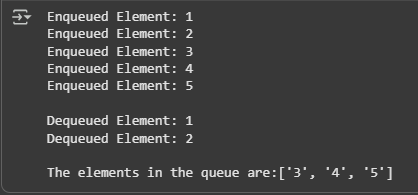 Enqueued Element: 1
Enqueued Element: 2
Enqueued Element: 3
Enqueued Element: 4
Enqueued Element: 5
Dequeued Element: 1
Dequeued Element: 2
The elements in the queue are:['3', '4', '5']